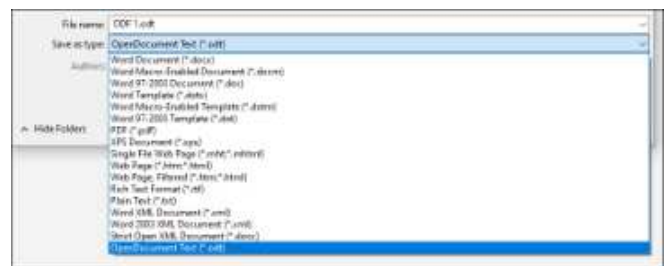 File name: ODF 1.odt
Save as type: OpenDocument Text (*.odt)
Authors:
Word Document (*.docx)
Word Macro-Enabled Document (*.docm)
Word 97-2003 Document (*.doc)
Word Template (*.dotx)
Word Macro-Enabled Template (*.dotm)
Word 97-2003 Template (*.dot)
Hide Folders
PDF (*.pdf)
XPS Document (*.xps)
Single File Web Page (*.mht;*.mhtml)
Web Page (*.htm;*.html)
Web Page, Filtered (*.htm;*.html)
Rich Text Format (*.rtf)
Plain Text (*.txt)
Word XML Document (*.xml)
Word 2003 XML Document (*.xml)
Strict Open XML Document (*.docx)
OpenDocument Text (*.odt)